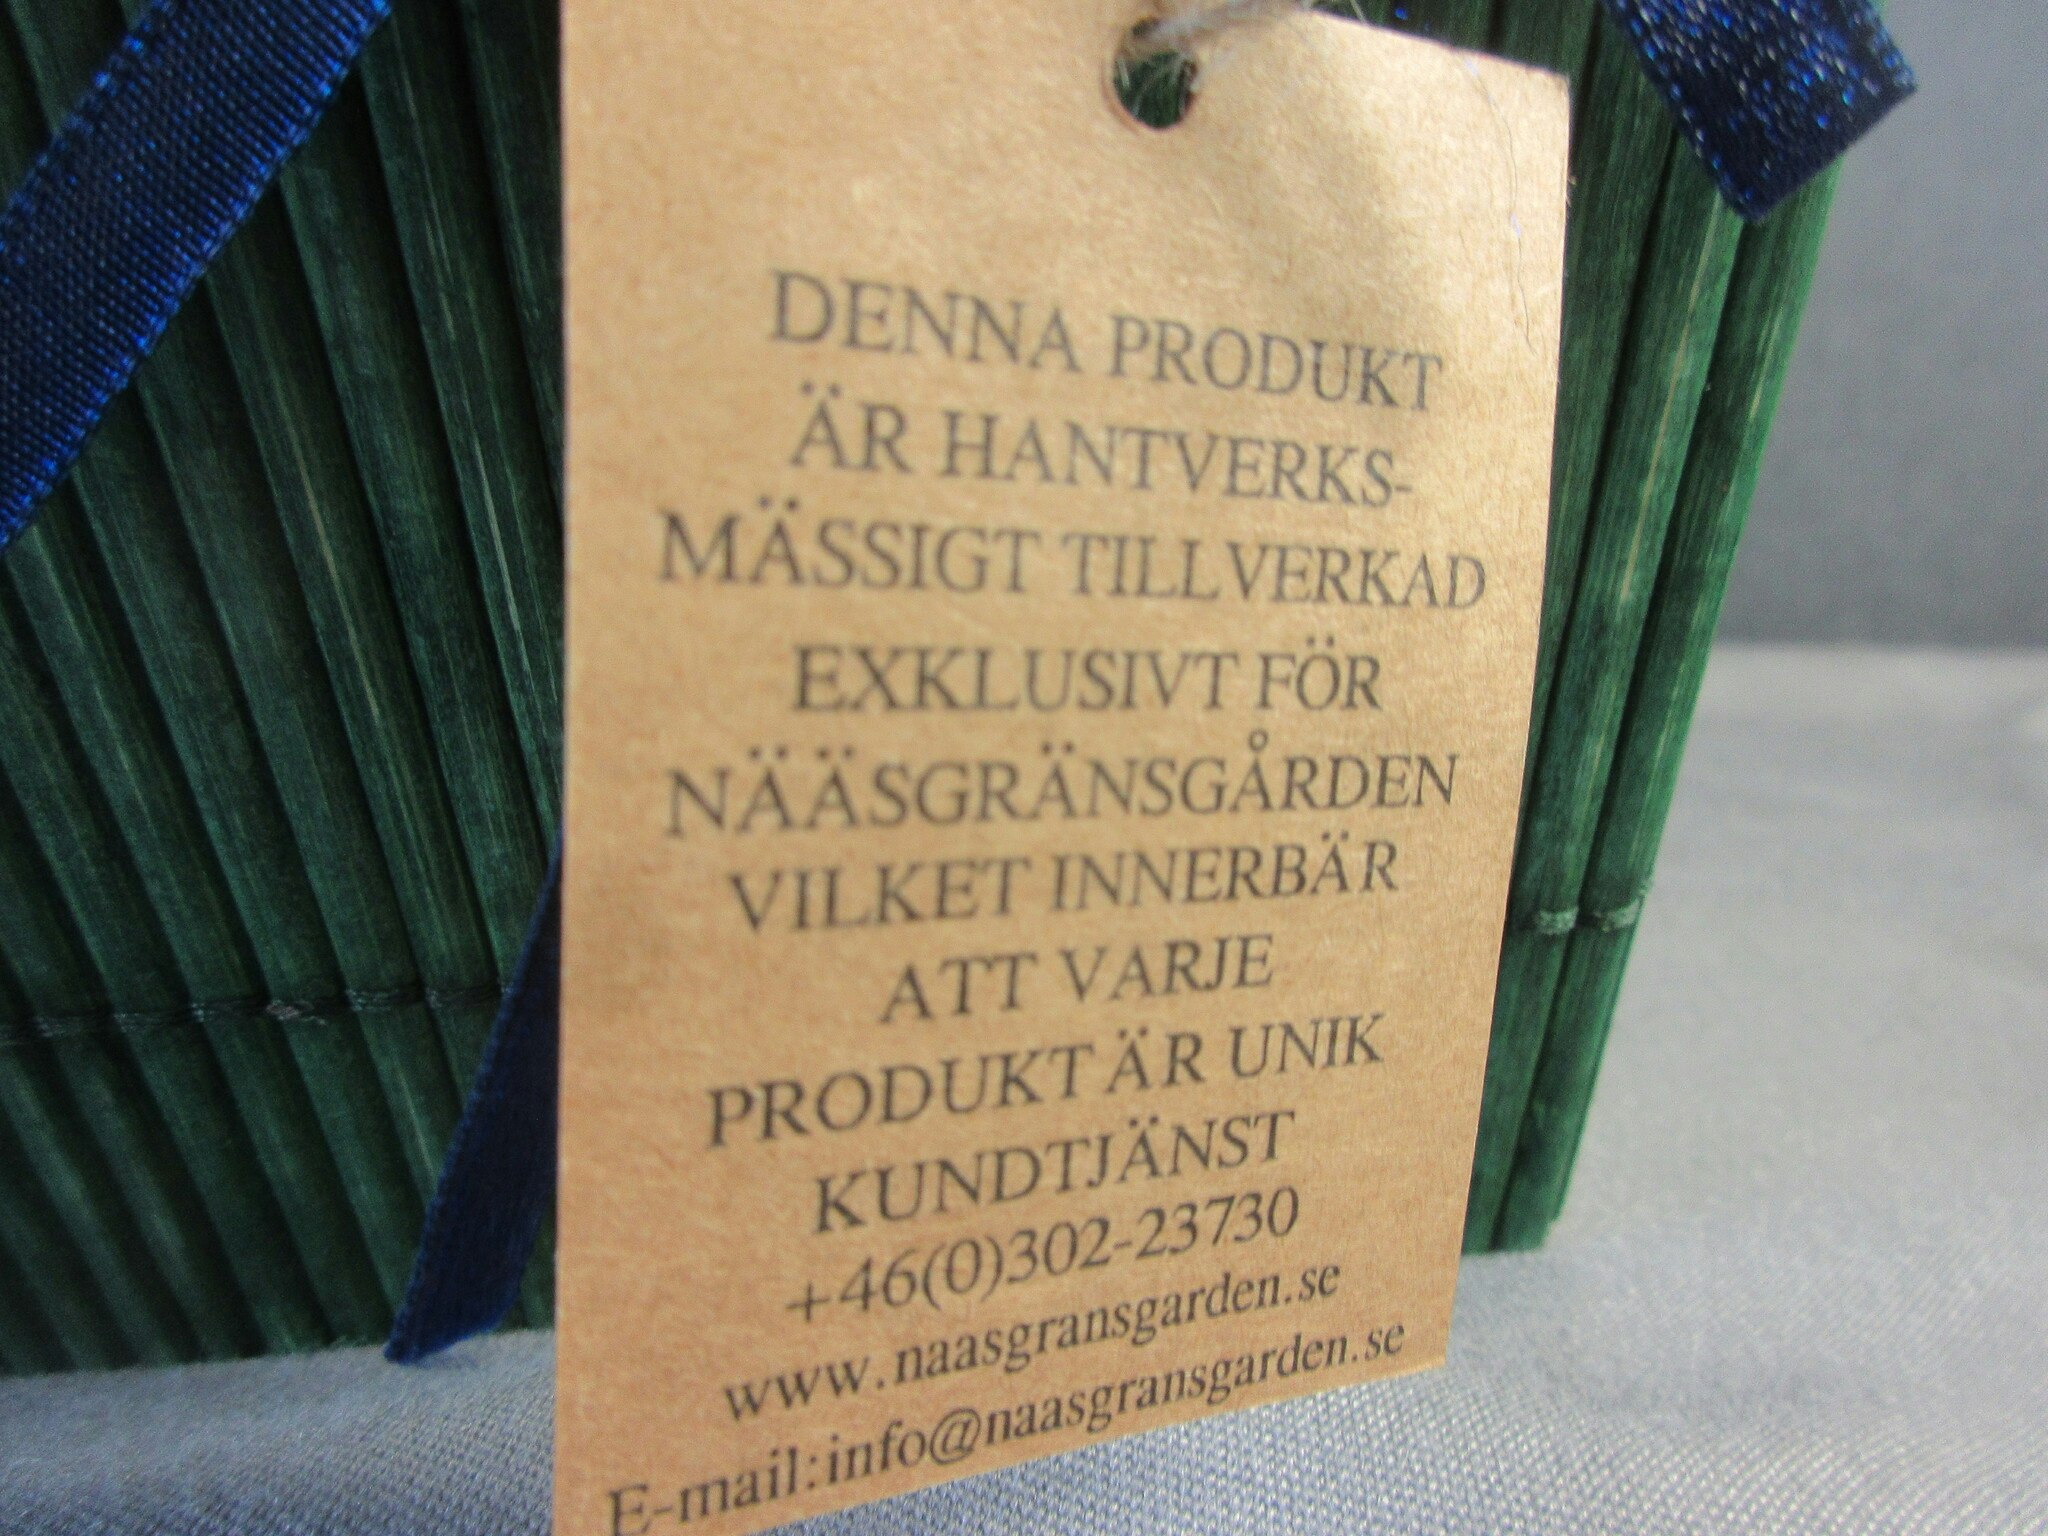 DENNA PRODUKT
ÄR HANTVERKS-
MÄSSIGT TILLVERKAD
EXKLUSIVT FÖR
NÄÄSGRÄNSGÅRDEN
VILKET INNERBÄR
ATT VARJE
PRODUKT ÄR UNIK
KUNDTJÄNST
+46(0)302-23730
www.naasgransgarden.se
E-mail:info@naasgransgarden.se